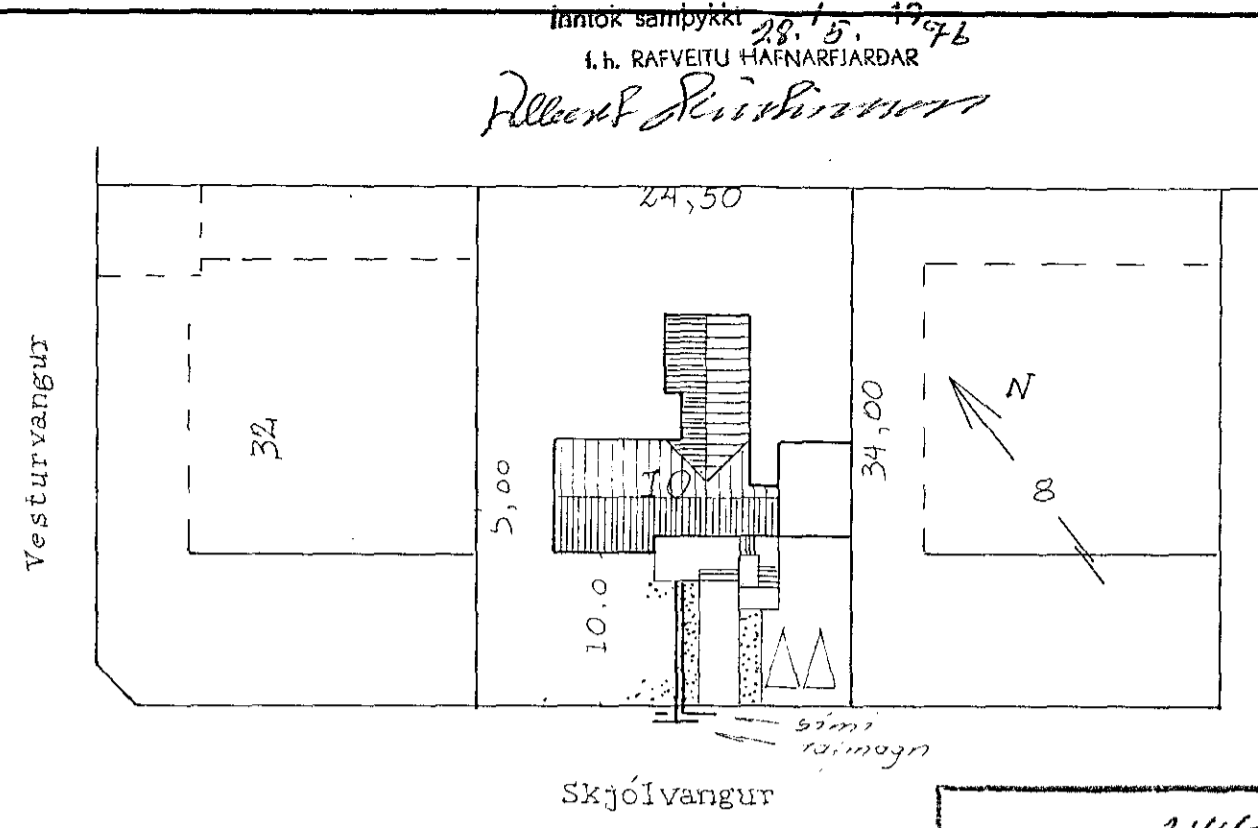 Inntök samþykkt 28. / 5. 1976
f. h. RAFVEITU HAFNARFJARÐAR
24,50
Vesturvangur
32
5,00
10
34,00
N
8
10.0
sími
rafmagn
Skjólvangur